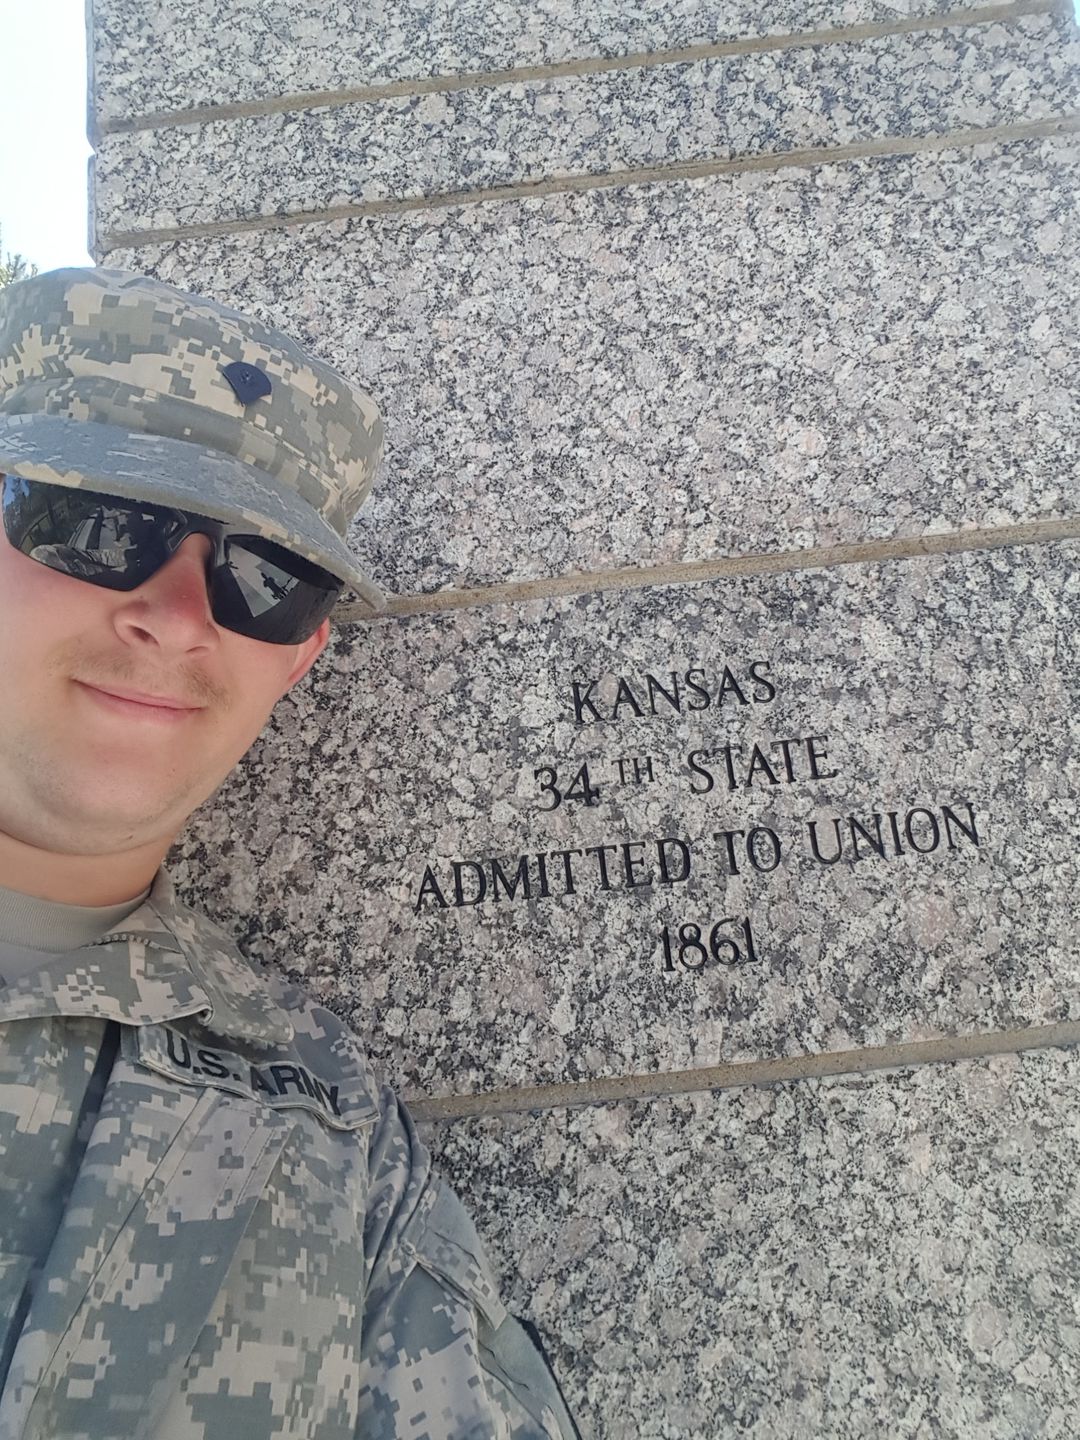 KANSAS
34TH STATE
ADMITTED TO UNION
1861
U.S. ARMY